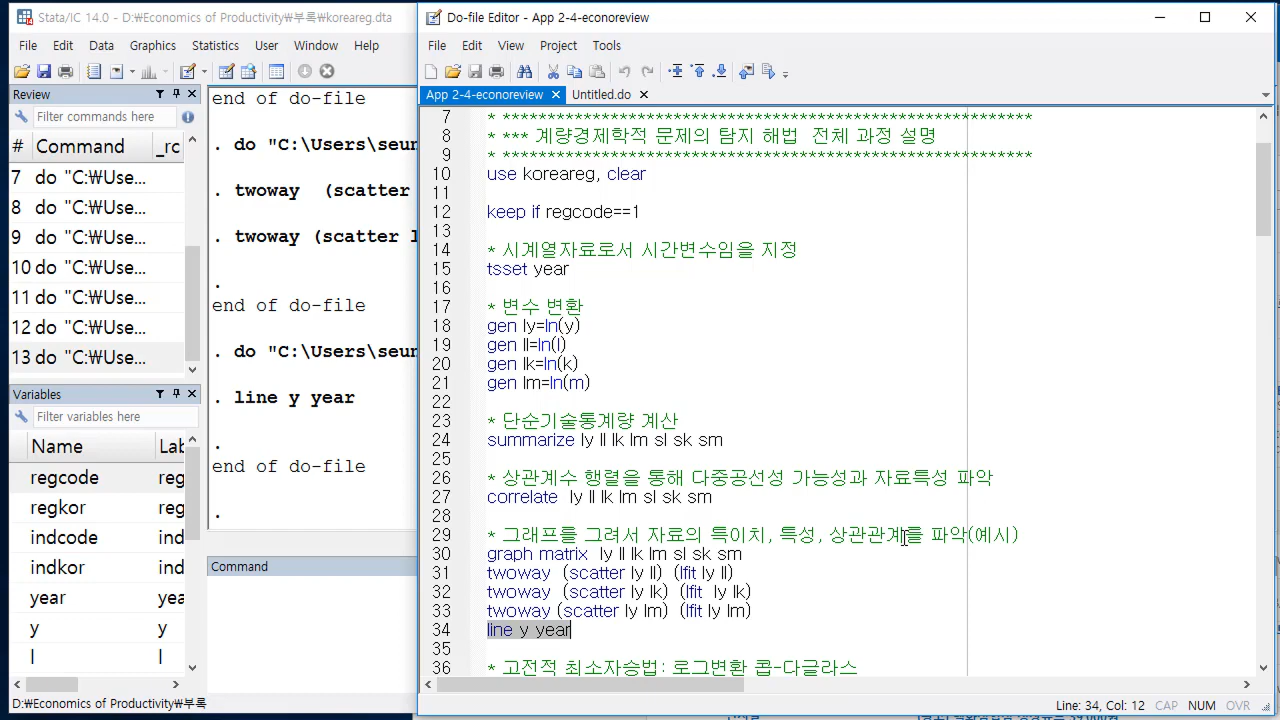 Stata/IC 14.0 - D:₩Economics of Productivity₩부록₩koreareg.dta
File Edit Data Graphics Statistics User Window Help
Review
Filter commands here
# Command _rc
7 do "C:₩Use...
8 do "C:₩Use...
9 do "C:₩Use...
10 do "C:₩Use...
11 do "C:₩Use...
12 do "C:₩Use...
13 do "C:₩Use...
Variables
Filter variables here
Name Lab
regcode reg
regkor reg
indcode ind
indkor ind
year yea
y y
l l
D:₩Economics of Productivity₩부록
end of do-file
. do "C:\Users\seun
. twoway (scatter
. twoway (scatter l
.
end of do-file
. do "C:\Users\seun
. line y year
.
end of do-file
.
Command
Do-file Editor - App 2-4-econoreview
File Edit View Project Tools
App 2-4-econoreview Untitled.do
7 * ****************************************************
8 * *** 계량경제학적 문제의 탐지 해법 전체 과정 설명
9 * ****************************************************
10 use koreareg, clear
11
12 keep if regcode==1
13
14 * 시계열자료로서 시간변수임을 지정
15 tsset year
16
17 * 변수 변환
18 gen ly=ln(y)
19 gen ll=ln(l)
20 gen lk=ln(k)
21 gen lm=ln(m)
22
23 * 단순기술통계량 계산
24 summarize ly ll lk lm sl sk sm
25
26 * 상관계수 행렬을 통해 다중공선성 가능성과 자료특성 파악
27 correlate ly ll lk lm sl sk sm
28
29 * 그래프를 그려서 자료의 특이치, 특성, 상관관계를 파악(예시)
30 graph matrix ly ll lk lm sl sk sm
31 twoway (scatter ly ll) (lfit ly ll)
32 twoway (scatter ly lk) (lfit ly lk)
33 twoway (scatter ly lm) (lfit ly lm)
34 line y year
35
36 * 고전적 최소자승법: 로그변환 콥-다글라스
Line: 34, Col: 12 CAP NUM OVR